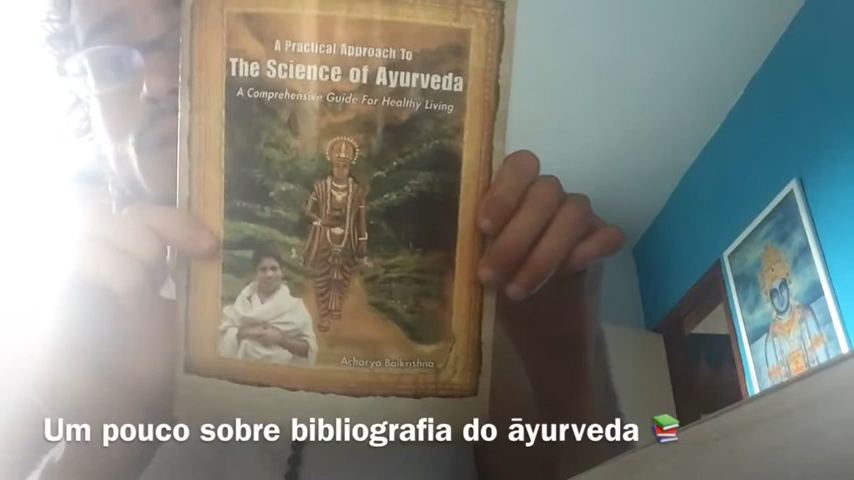 A Practical Approach To
The Science of Ayurveda
A Comprehensive Guide For Healthy Living
Acharya Balkrishna
Um pouco sobre bibliografia do āyurveda 📚